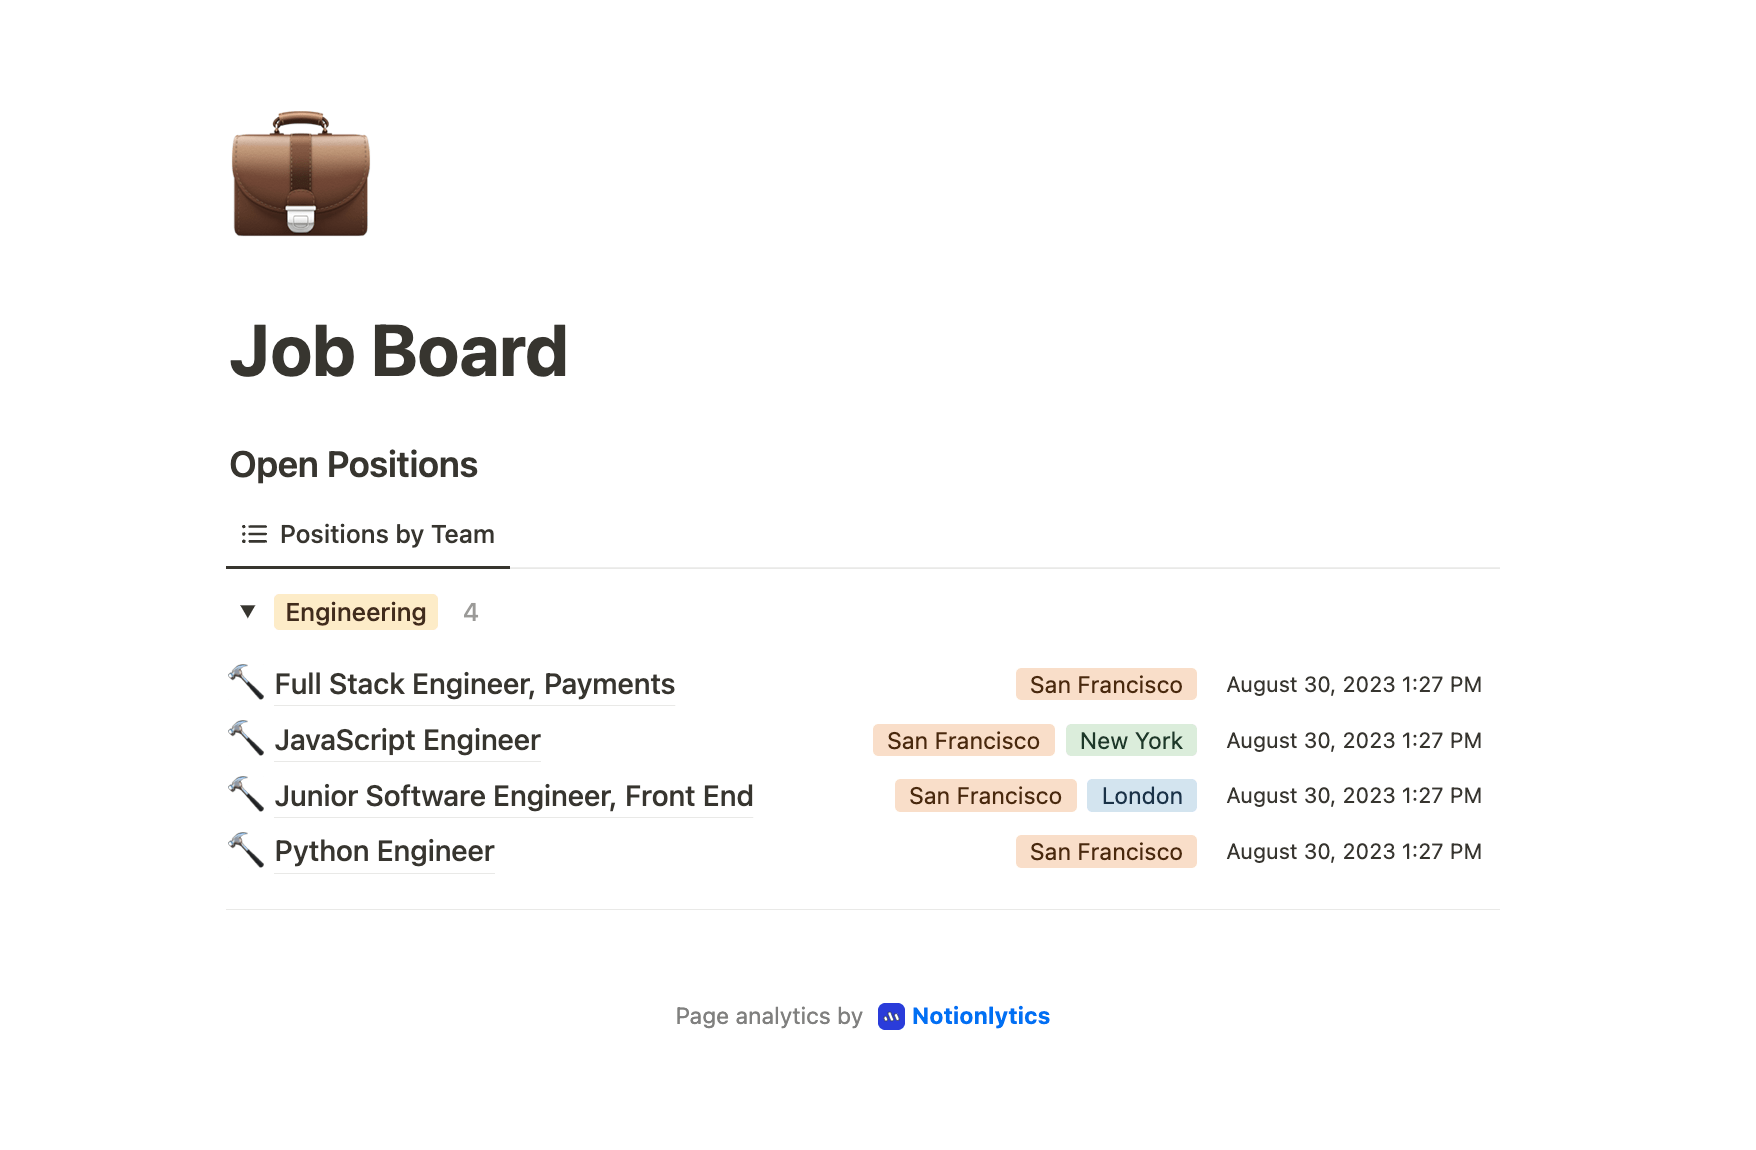 Job Board
Open Positions
Positions by Team
Engineering 4
Full Stack Engineer, Payments San Francisco August 30, 2023 1:27 PM
JavaScript Engineer San Francisco New York August 30, 2023 1:27 PM
Junior Software Engineer, Front End San Francisco London August 30, 2023 1:27 PM
Python Engineer San Francisco August 30, 2023 1:27 PM
Page analytics by Notionlytics